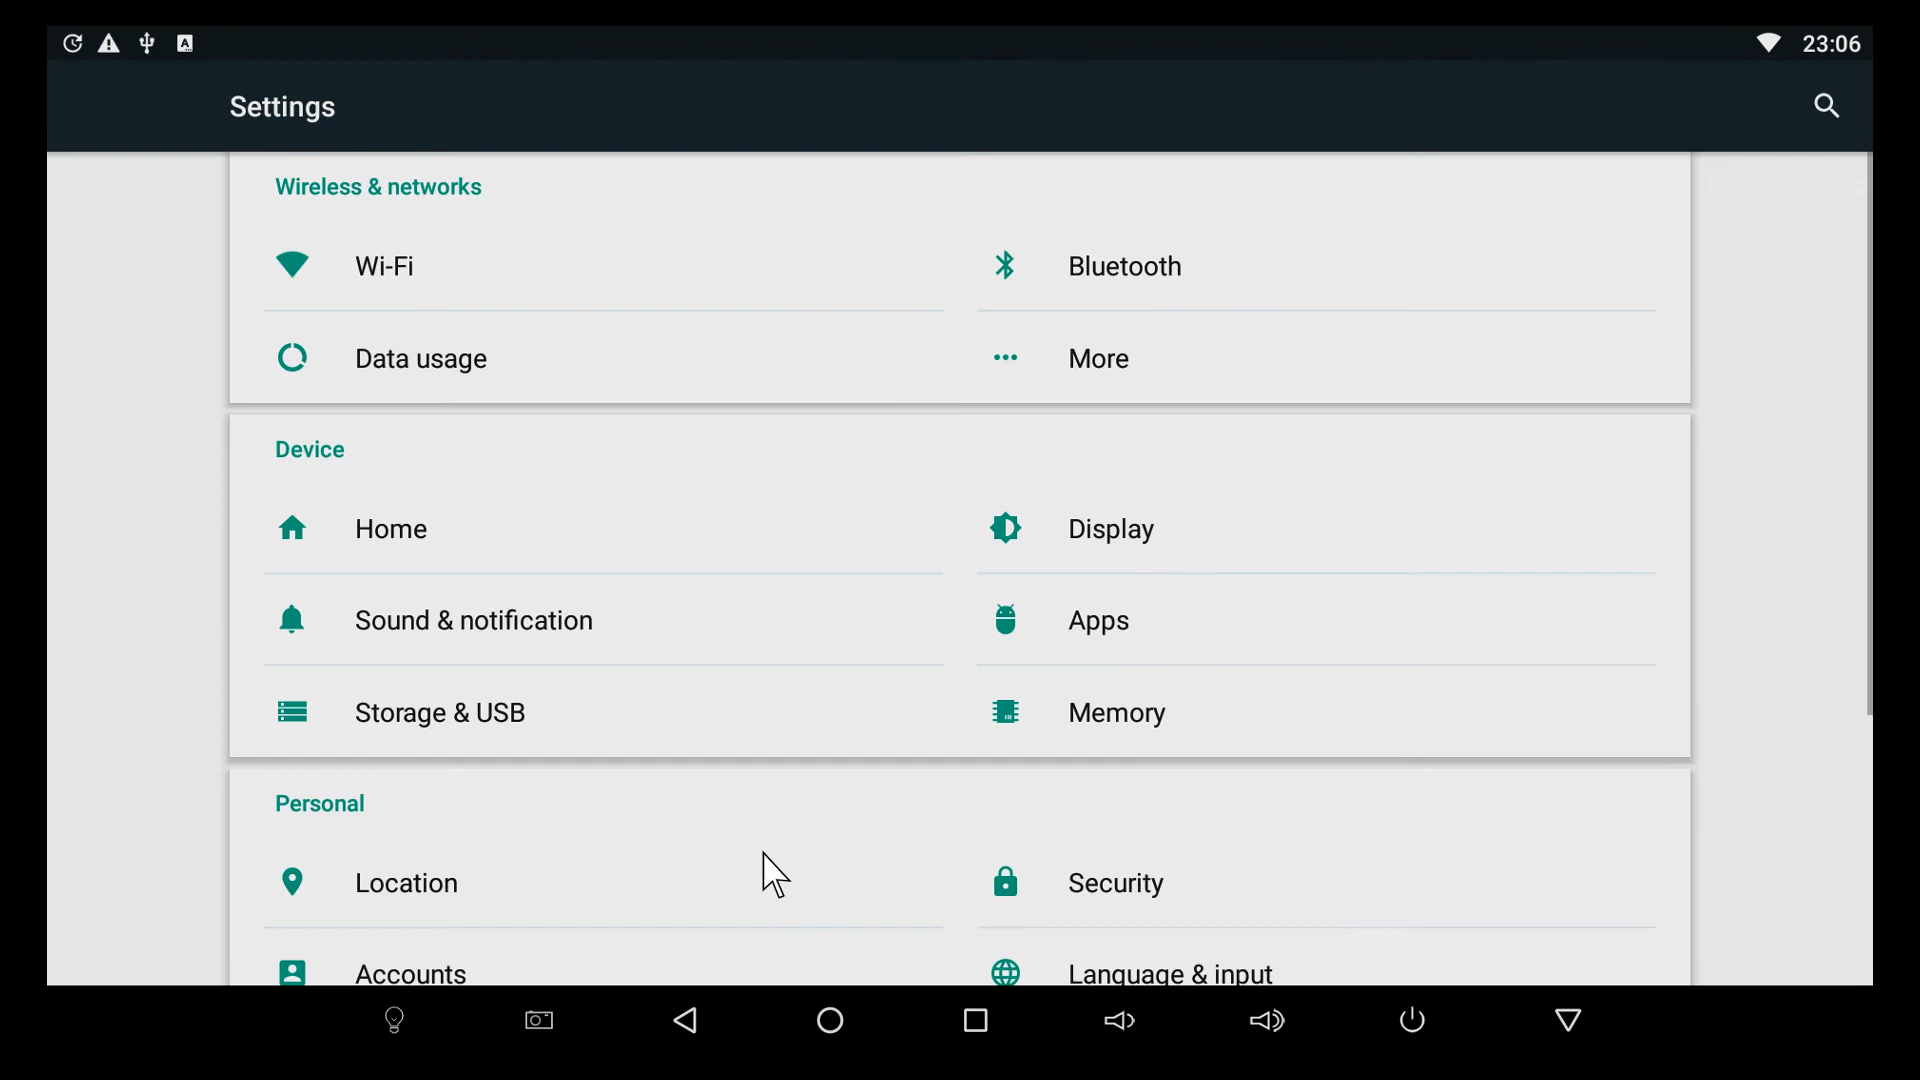 23:06
Settings
Wireless & networks
Wi-Fi
Bluetooth
Data usage
More
Device
Home
Display
Sound & notification
Apps
Storage & USB
Memory
Personal
Location
Security
Accounts
Language & input